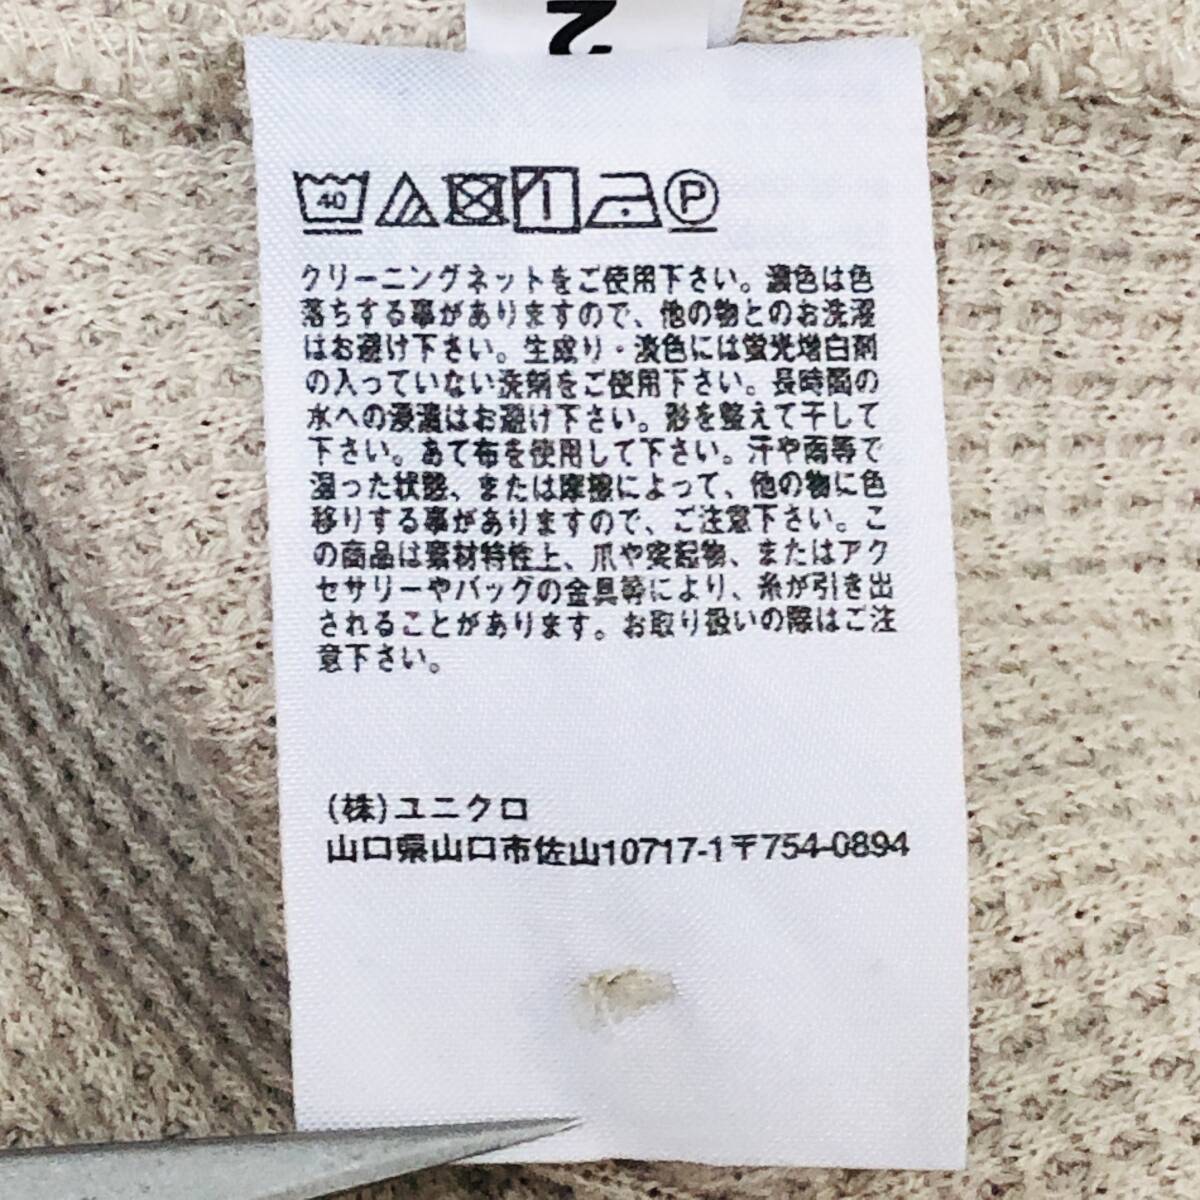 2
40
P
クリーニングネットをご使用下さい。濃色は色
落ちする事がありますので、他の物とのお洗濯
はお避け下さい。生成り・淡色には蛍光増白剤
の入っていない洗剤をご使用下さい。長時間の
水への浸漬はお避け下さい。形を整えて干して
下さい。あて布を使用して下さい。汗や雨等で
湿った状態、または摩擦によって、他の物に色
移りする事がありますので、ご注意下さい。こ
の商品は素材特性上、爪や突起物、またはアク
セサリーやバッグの金具等により、糸が引き出
されることがあります。お取り扱いの際はご注
意下さい。
(株)ユニクロ
山口県山口市佐山10717-1〒754-0894